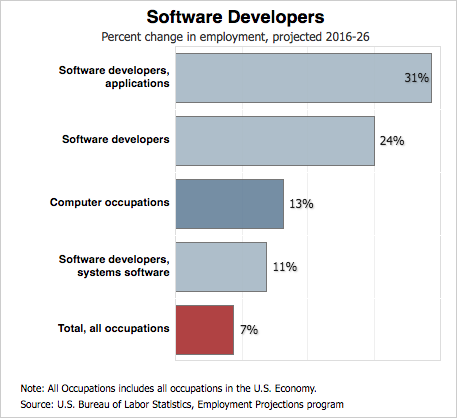 Software Developers
Percent change in employment, projected 2016-26
Software developers,
applications
31%
Software developers
24%
Computer occupations
13%
Software developers,
systems software
11%
Total, all occupations
7%
Note: All Occupations includes all occupations in the U.S. Economy.
Source: U.S. Bureau of Labor Statistics, Employment Projections program